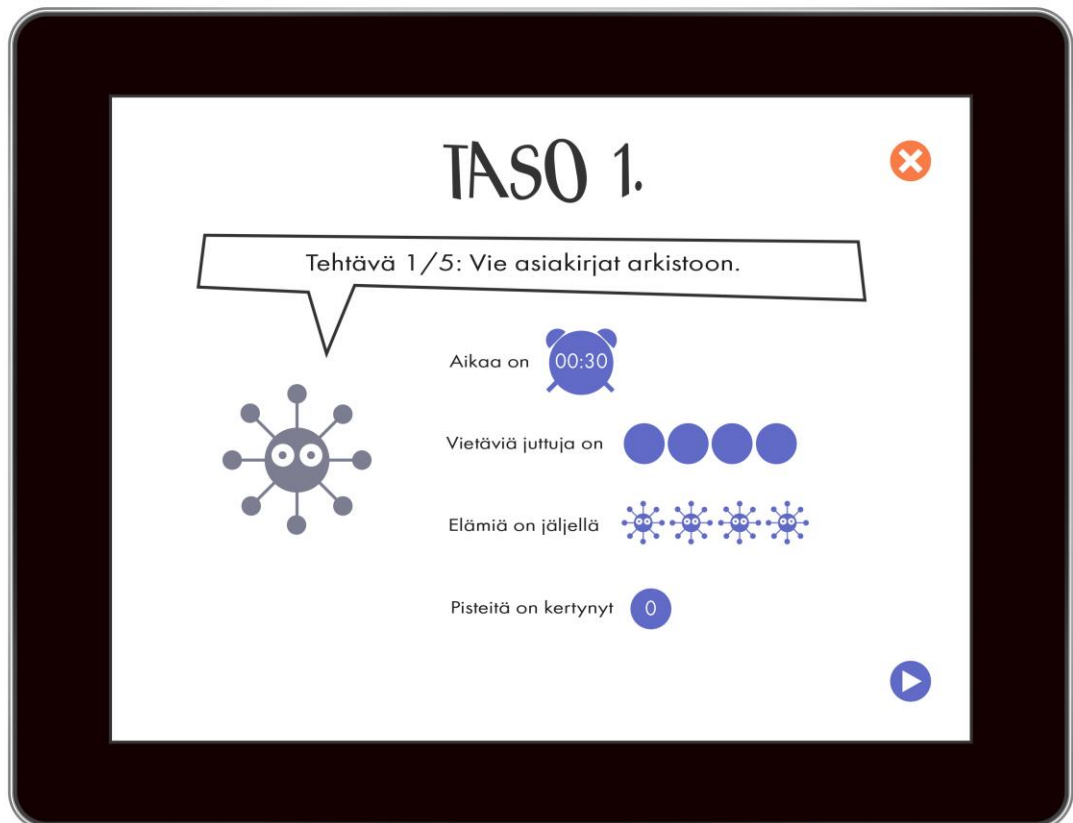 TASO 1.
Tehtävä 1/5: Vie asiakirjat arkistoon.
Aikaa on 00:30
Vietäviä juttuja on
Elämiä on jäljellä
Pisteitä on kertynyt 0